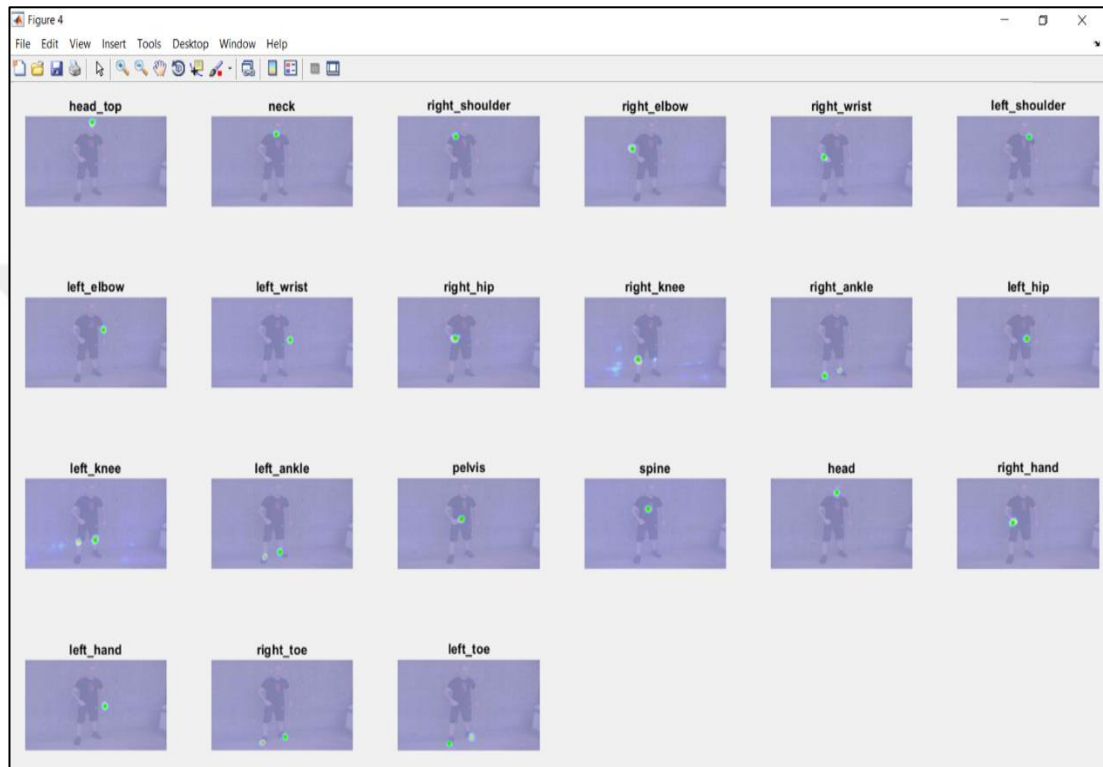 Figure 4
File Edit View Insert Tools Desktop Window Help
head_top neck right_shoulder right_elbow right_wrist left_shoulder
left_elbow left_wrist right_hip right_knee right_ankle left_hip
left_knee left_ankle pelvis spine head right_hand
left_hand right_toe left_toe